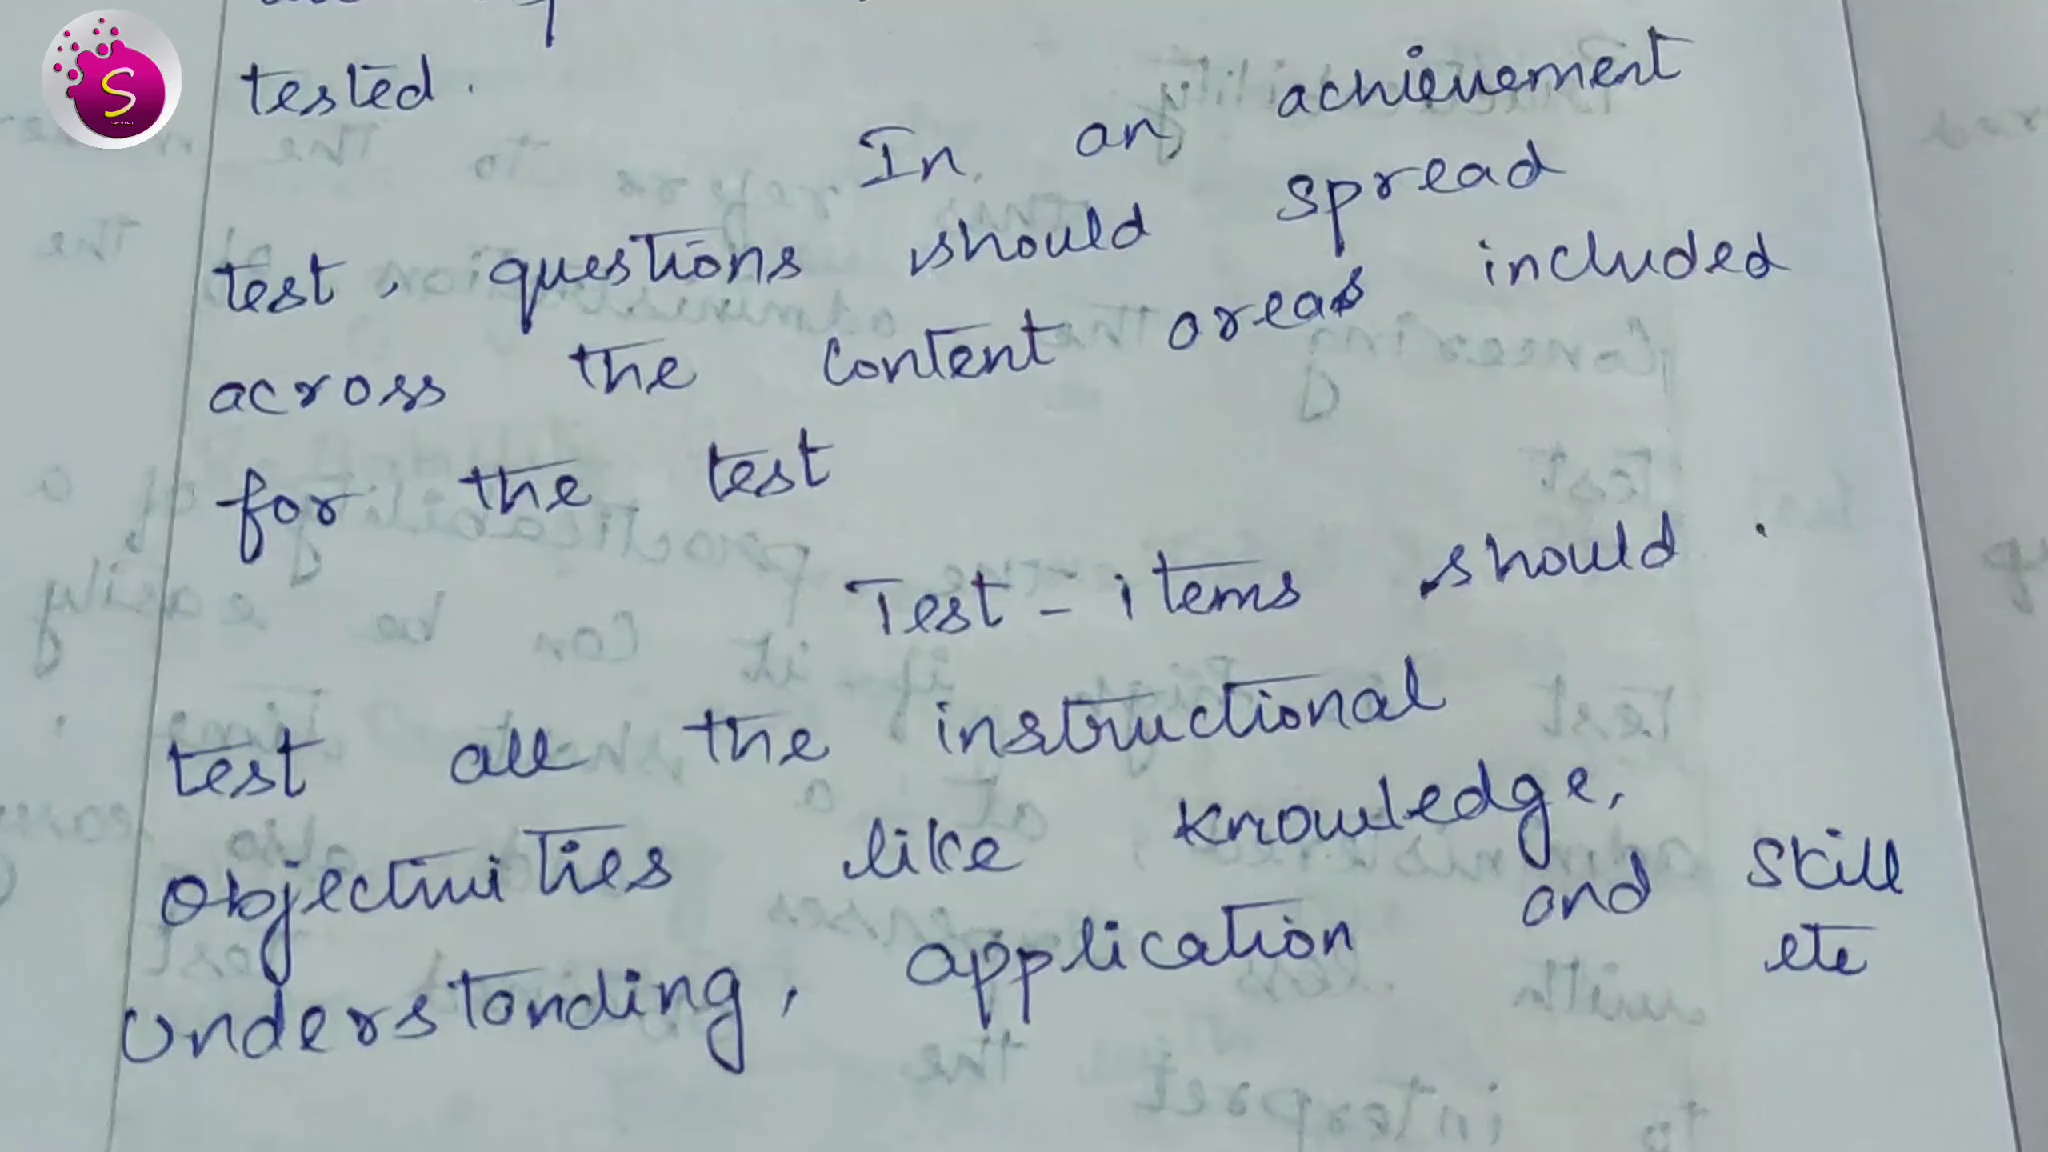 tested.
In an achievement
test, questions should spread
across the content areas included
for the test
Test-items should
test all the instructional
Objectivities like knowledge,
understanding, application and skill
etc
S